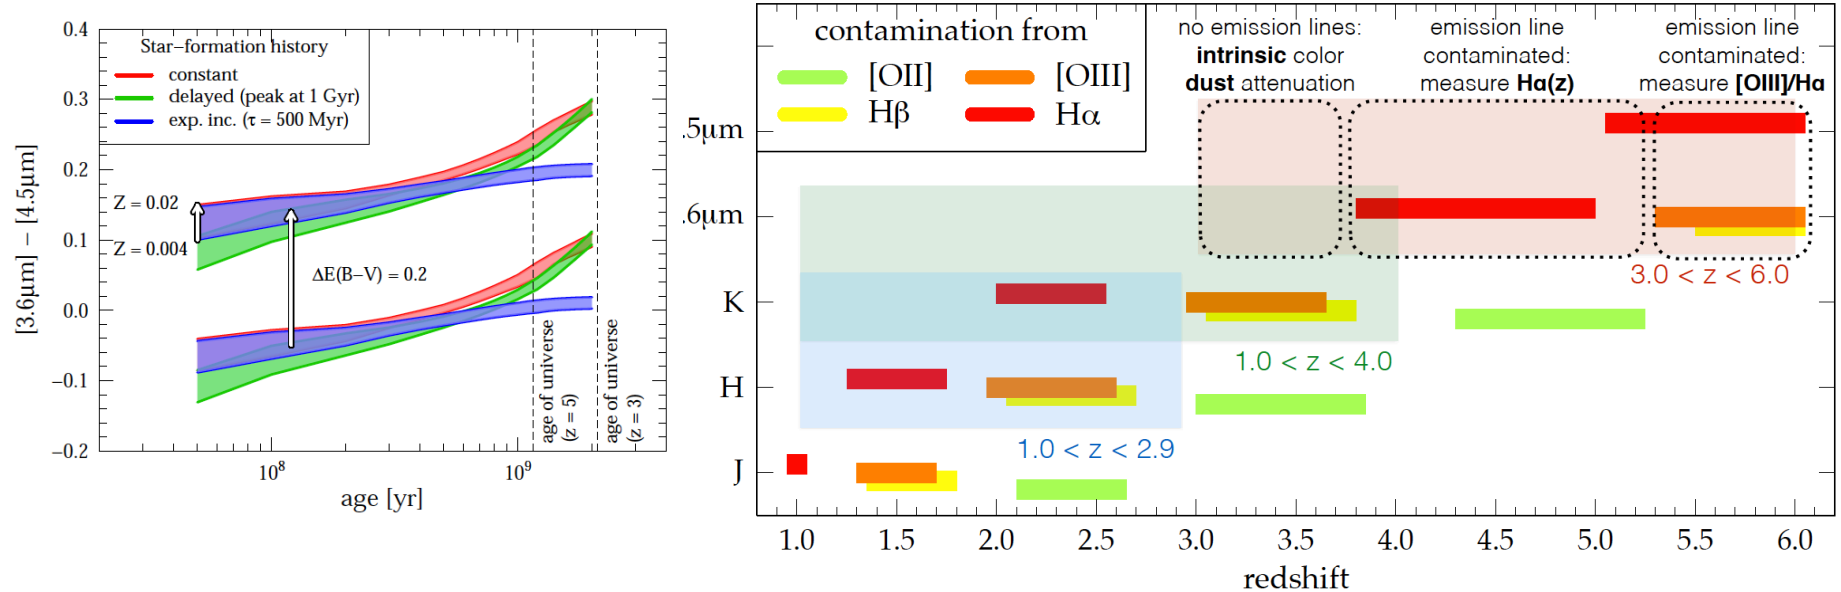 0.4
0.3
0.2
0.1
0.0
−0.1
−0.2
[3.6μm] − [4.5μm]
Star−formation history
constant
delayed (peak at 1 Gyr)
exp. inc. (τ = 500 Myr)
Z = 0.02
Z = 0.004
ΔE(B−V) = 0.2
age of universe
(z = 5)
age of universe
(z = 3)
10⁸
10⁹
age [yr]
contamination from
[OII]
[OIII]
Hβ
Hα
no emission lines:
intrinsic color
dust attenuation
emission line
contaminated:
measure Hα(z)
emission line
contaminated:
measure [OIII]/Hα
.5μm
.6μm
K
H
J
3.0 < z < 6.0
1.0 < z < 4.0
1.0 < z < 2.9
1.0
1.5
2.0
2.5
3.0
3.5
4.0
4.5
5.0
5.5
6.0
redshift